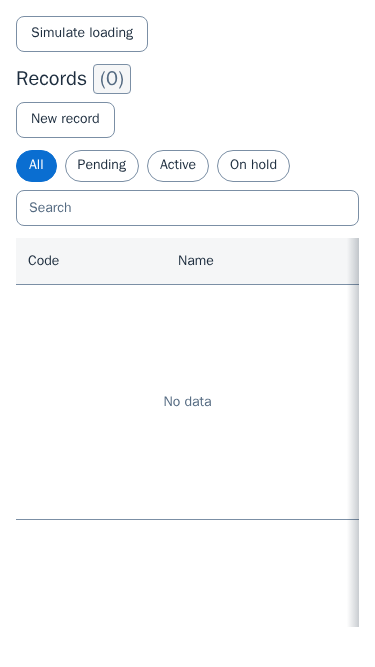 Simulate loading
Records (0)
New record
All Pending Active On hold
Search
Code Name
No data